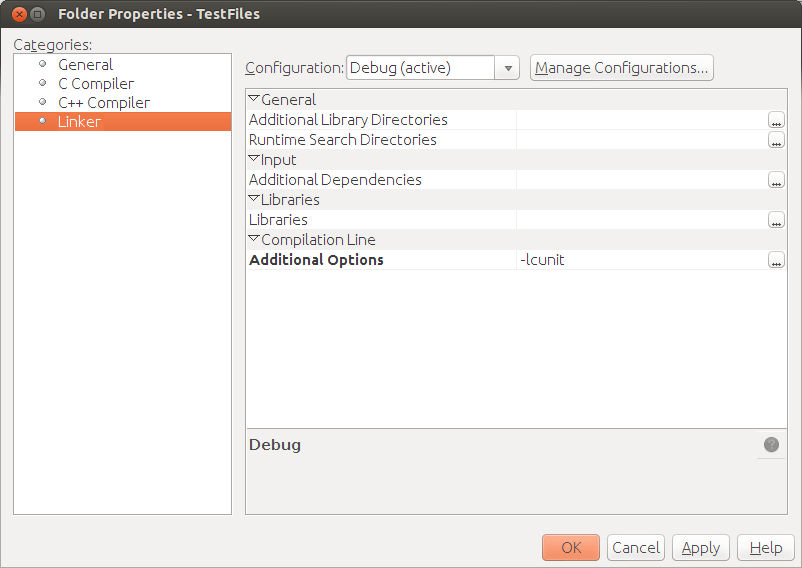 Folder Properties - TestFiles
Categories:
General
C Compiler
C++ Compiler
Linker
Configuration: Debug (active) Manage Configurations...
General
Additional Library Directories ...
Runtime Search Directories ...
Input
Additional Dependencies ...
Libraries
Libraries ...
Compilation Line
Additional Options -lcunit ...
Debug ?
OK Cancel Apply Help